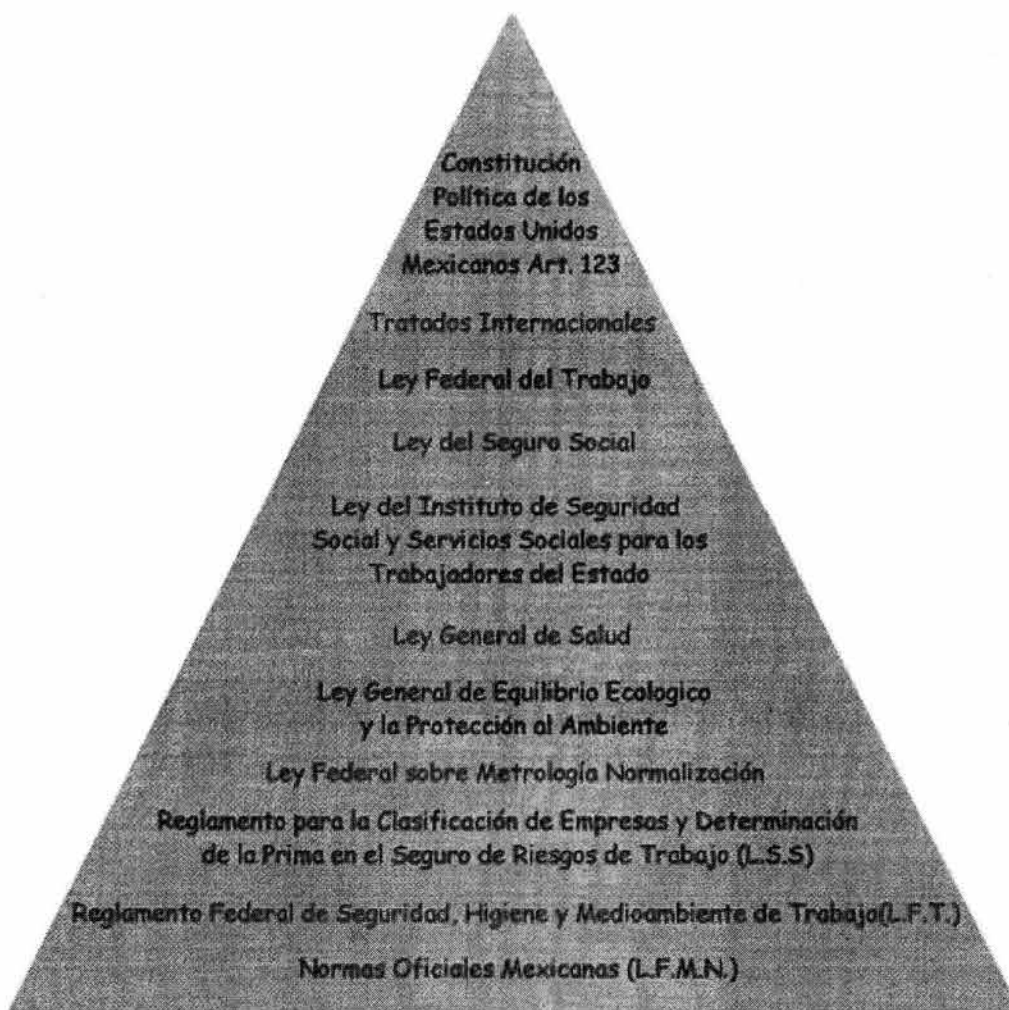 Constitución
Política de los
Estados Unidos
Mexicanos Art. 123
Tratados Internacionales
Ley Federal del Trabajo
Ley del Seguro Social
Ley del Instituto de Seguridad
Social y Servicios Sociales para los
Trabajadores del Estado
Ley General de Salud
Ley General de Equilibrio Ecologico
y la Protección al Ambiente
Ley Federal sobre Metrología Normalización
Reglamento para la Clasificación de Empresas y Determinación
de la Prima en el Seguro de Riesgos de Trabajo (L.S.S)
Reglamento Federal de Seguridad, Higiene y Medioambiente de Trabajo(L.F.T.)
Normas Oficiales Mexicanas (L.F.M.N.)